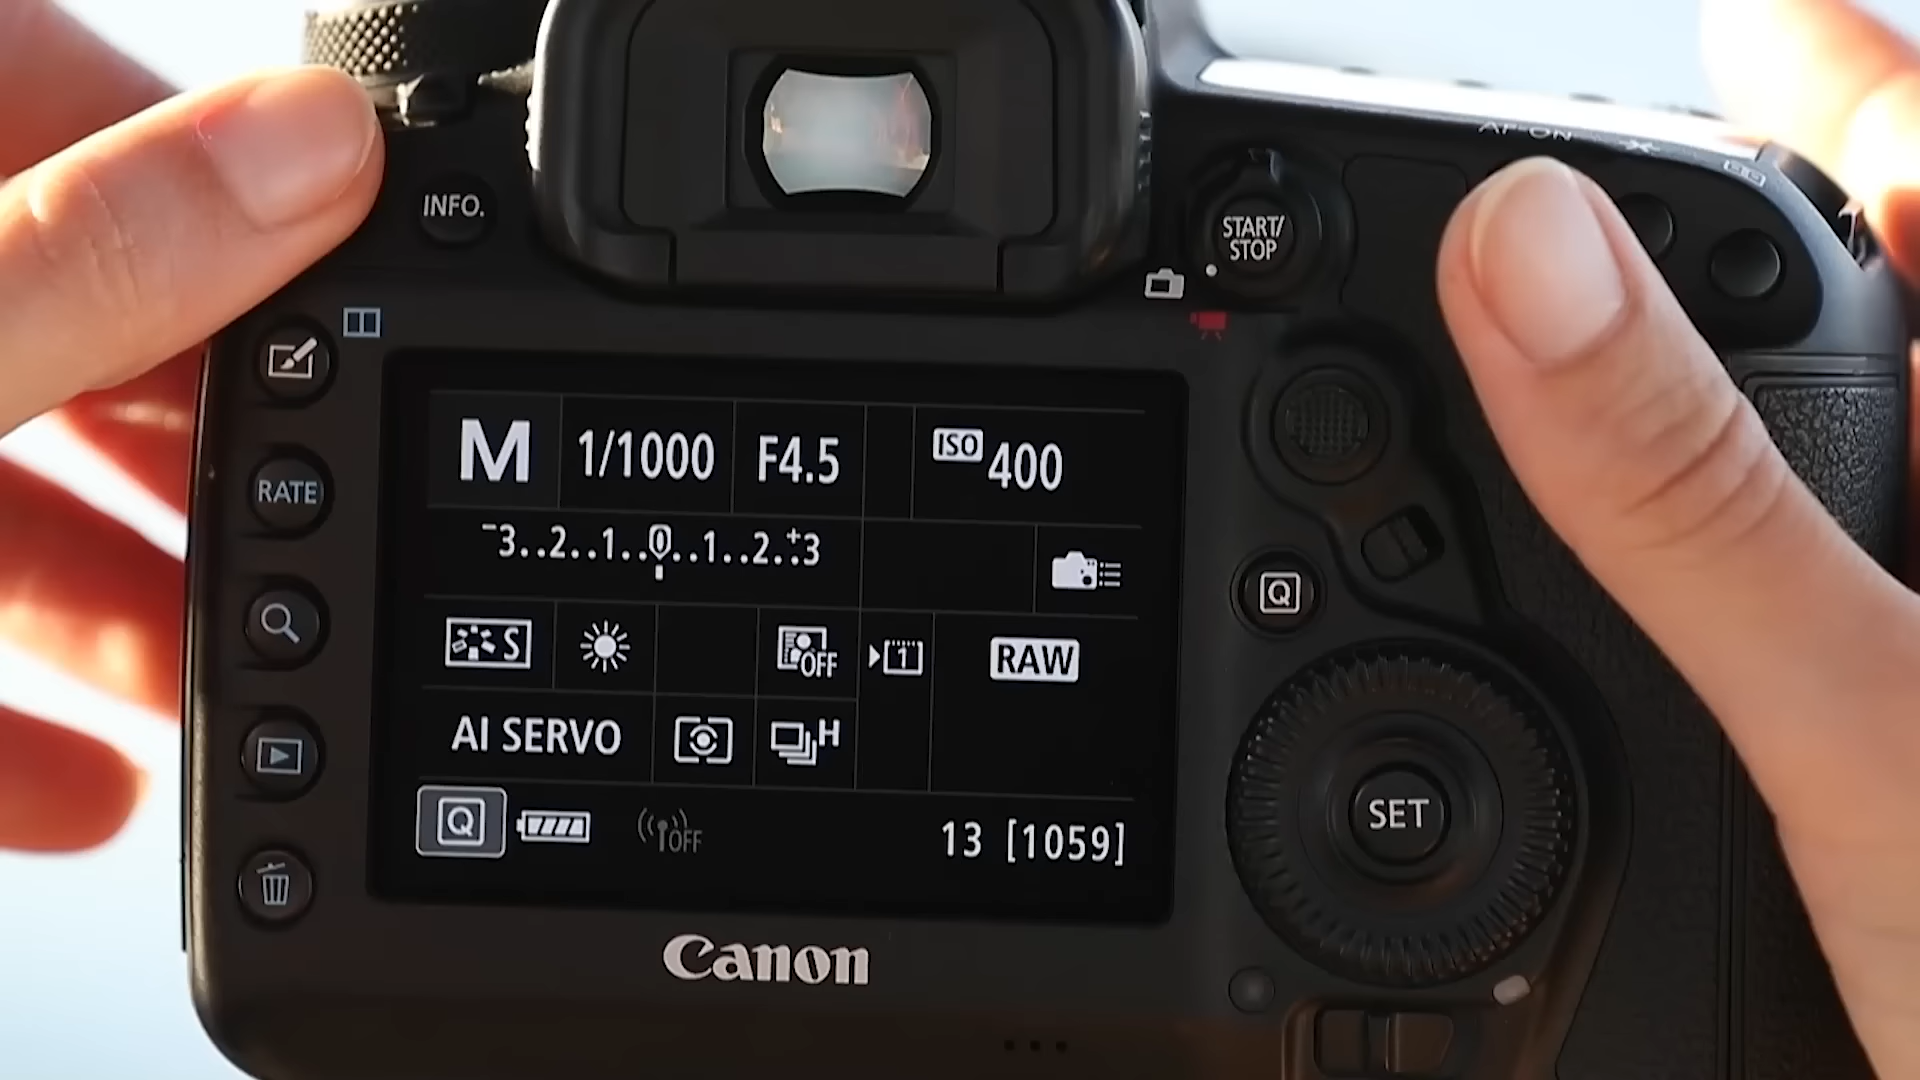 AF-ON
INFO.
START/
STOP
RATE
M 1/1000 F4.5 ISO 400
-3..2..1..0..1..2..+3
S OFF 1 RAW
AI SERVO H
Q OFF 13 [1059]
Q
SET
Canon